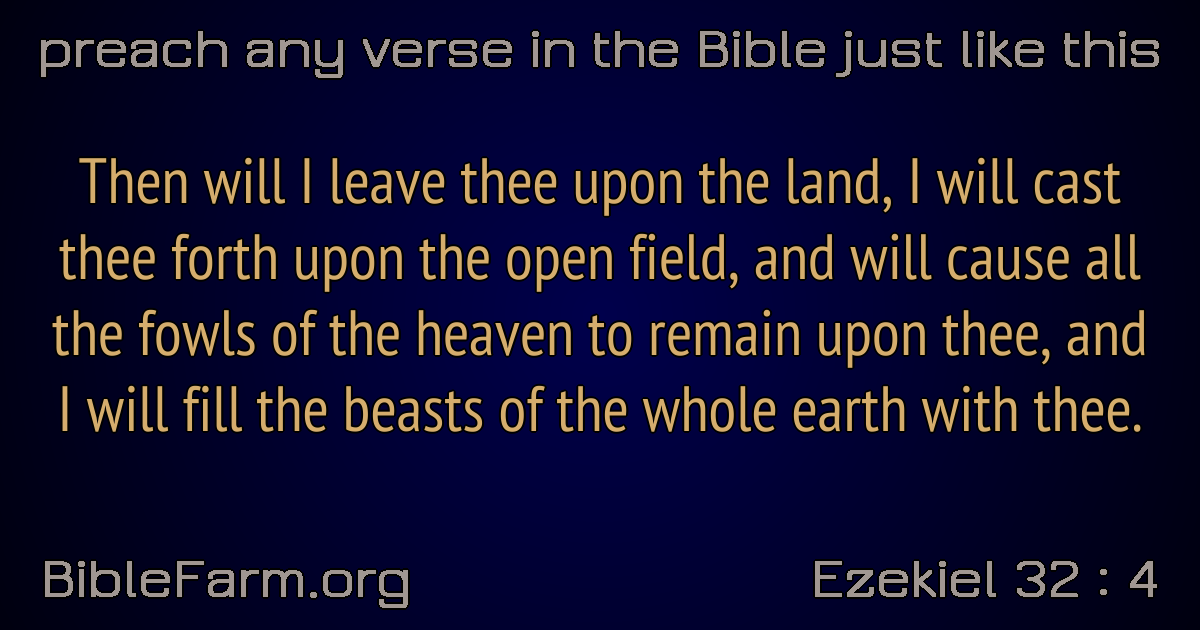 preach any verse in the Bible just like this
Then will I leave thee upon the land, I will cast
thee forth upon the open field, and will cause all
the fowls of the heaven to remain upon thee, and
I will fill the beasts of the whole earth with thee.
BibleFarm.org
Ezekiel 32 : 4